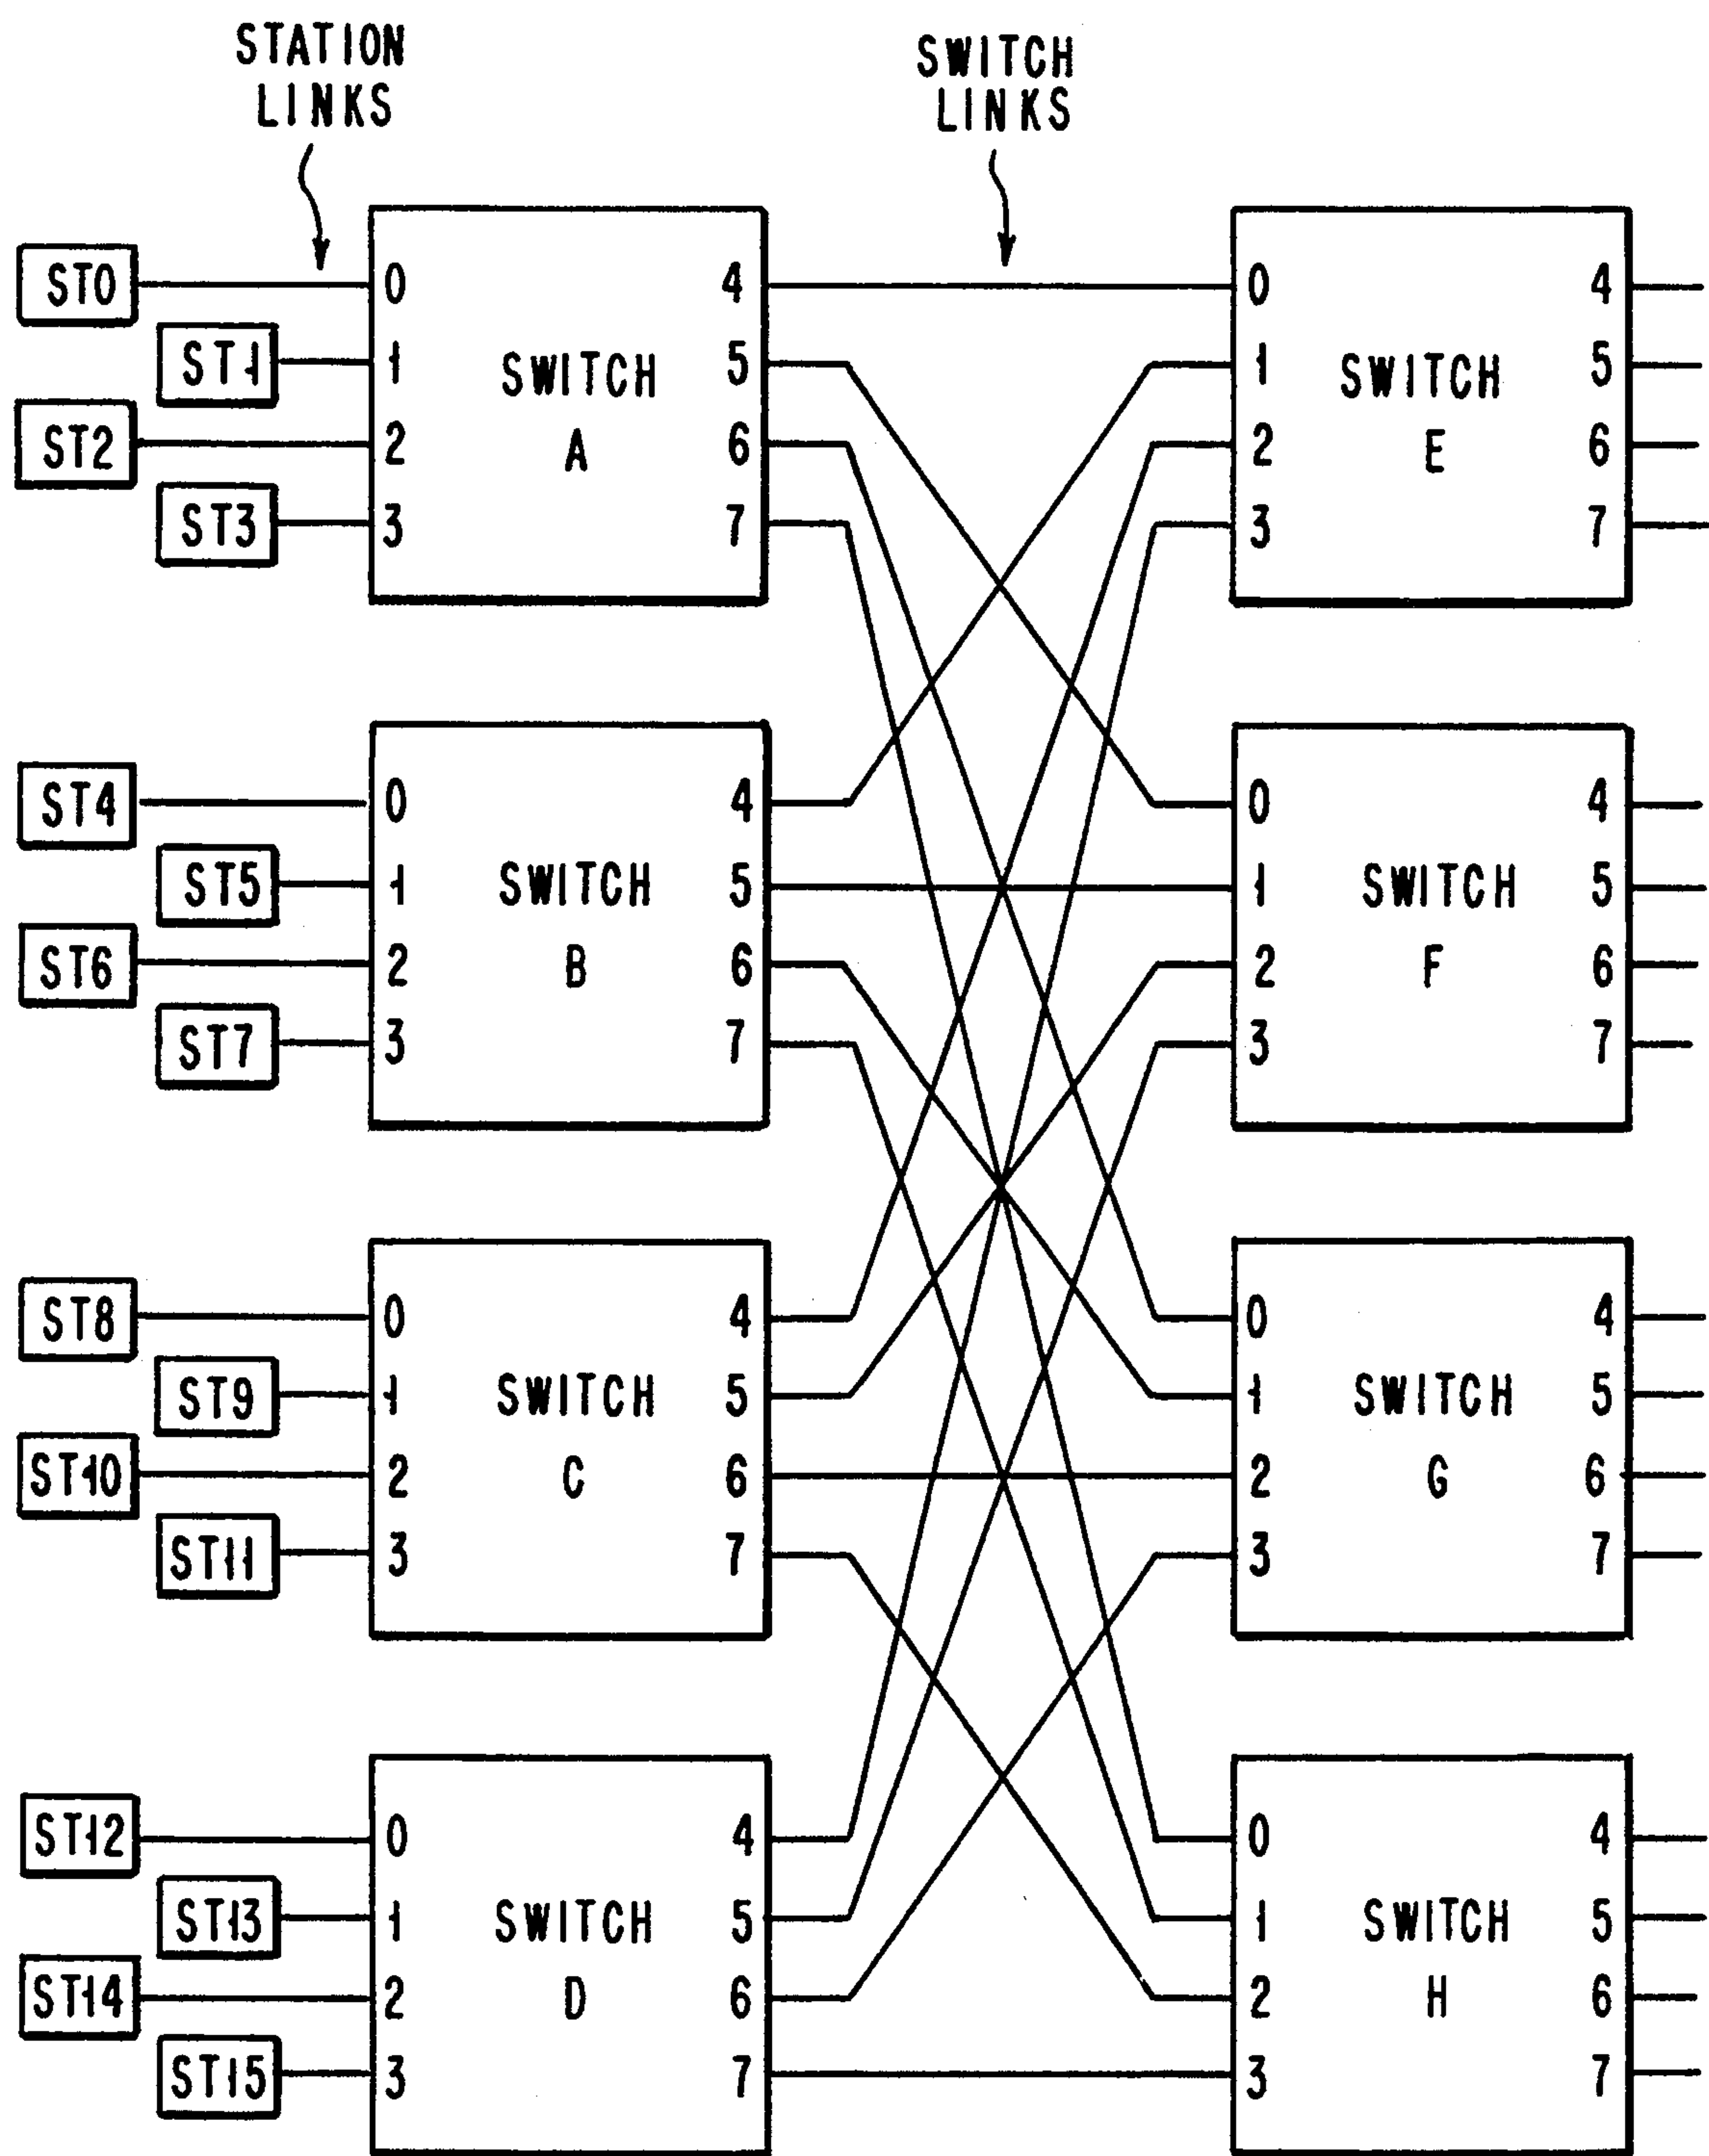 STATION
LINKS
SWITCH
LINKS
ST0 0 4 0 4
ST1 1 SWITCH 5 1 SWITCH 5
ST2 2 A 6 2 E 6
ST3 3 7 3 7
ST4 0 4 0 4
ST5 1 SWITCH 5 1 SWITCH 5
ST6 2 B 6 2 F 6
ST7 3 7 3 7
ST8 0 4 0 4
ST9 1 SWITCH 5 1 SWITCH 5
ST10 2 C 6 2 G 6
ST11 3 7 3 7
ST12 0 4 0 4
ST13 1 SWITCH 5 1 SWITCH 5
ST14 2 D 6 2 H 6
ST15 3 7 3 7